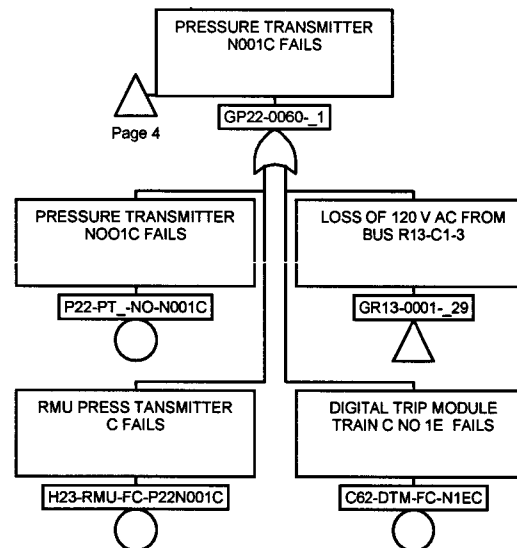 PRESSURE TRANSMITTER
N001C FAILS
Page 4
GP22-0060-_1
PRESSURE TRANSMITTER
NOO1C FAILS
LOSS OF 120 V AC FROM
BUS R13-C1-3
P22-PT_-NO-N001C
GR13-0001-_29
RMU PRESS TANSMITTER
C FAILS
DIGITAL TRIP MODULE
TRAIN C NO 1E FAILS
H23-RMU-FC-P22N001C
C62-DTM-FC-N1EC